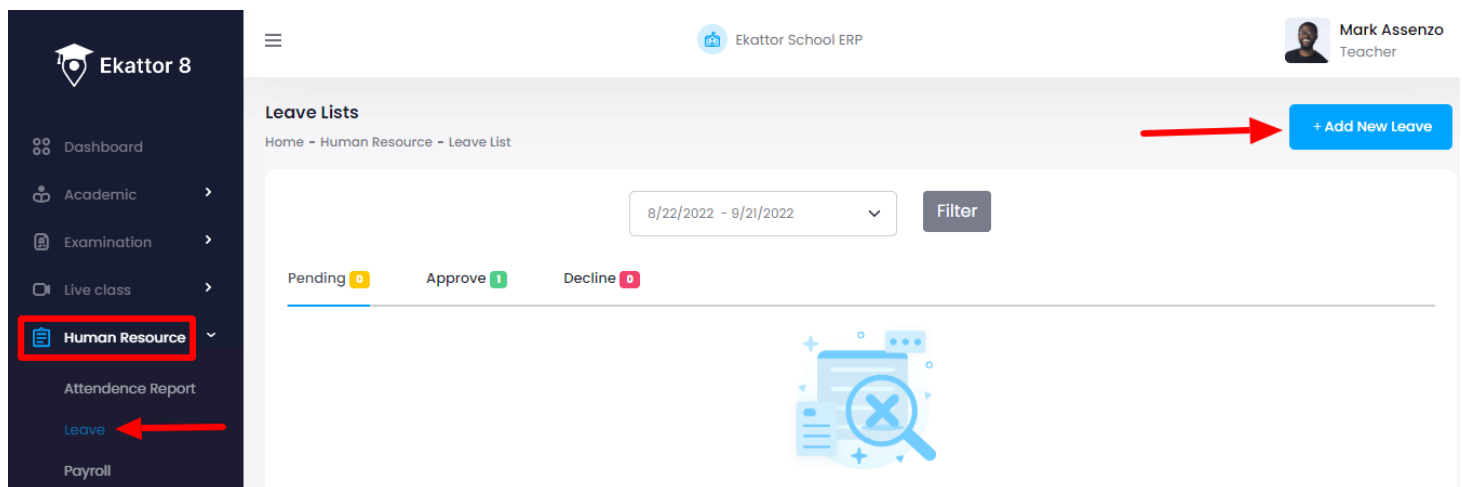 Ekattor 8
Ekattor School ERP
Mark Assenzo
Teacher
Dashboard
Academic
Examination
Live class
Human Resource
Attendence Report
Leave
Payroll
Leave Lists
Home - Human Resource - Leave List
+ Add New Leave
8/22/2022 - 9/21/2022
Filter
Pending 0
Approve 1
Decline 0